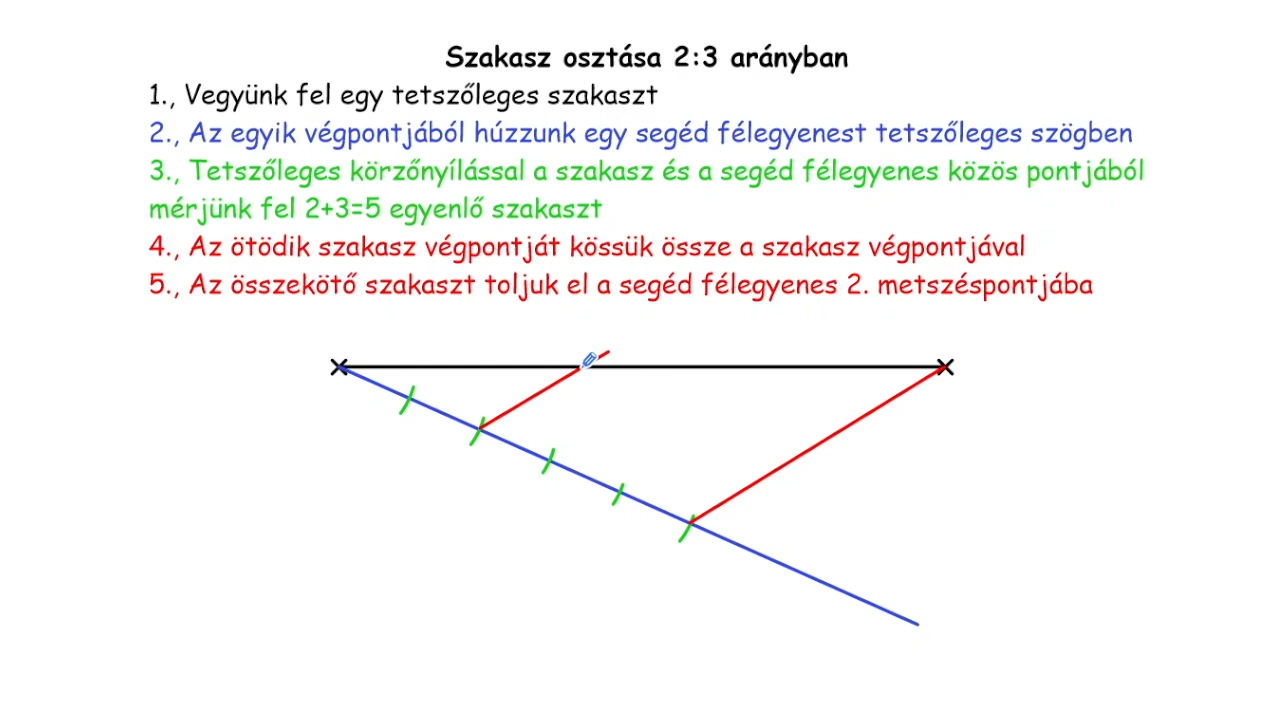 Szakasz osztása 2:3 arányban
1., Vegyünk fel egy tetszőleges szakaszt
2., Az egyik végpontjából húzzunk egy segéd félegyenest tetszőleges szögben
3., Tetszőleges körzőnyílással a szakasz és a segéd félegyenes közös pontjából
mérjünk fel 2+3=5 egyenlő szakaszt
4., Az ötödik szakasz végpontját kössük össze a szakasz végpontjával
5., Az összekötő szakaszt toljuk el a segéd félegyenes 2. metszéspontjába